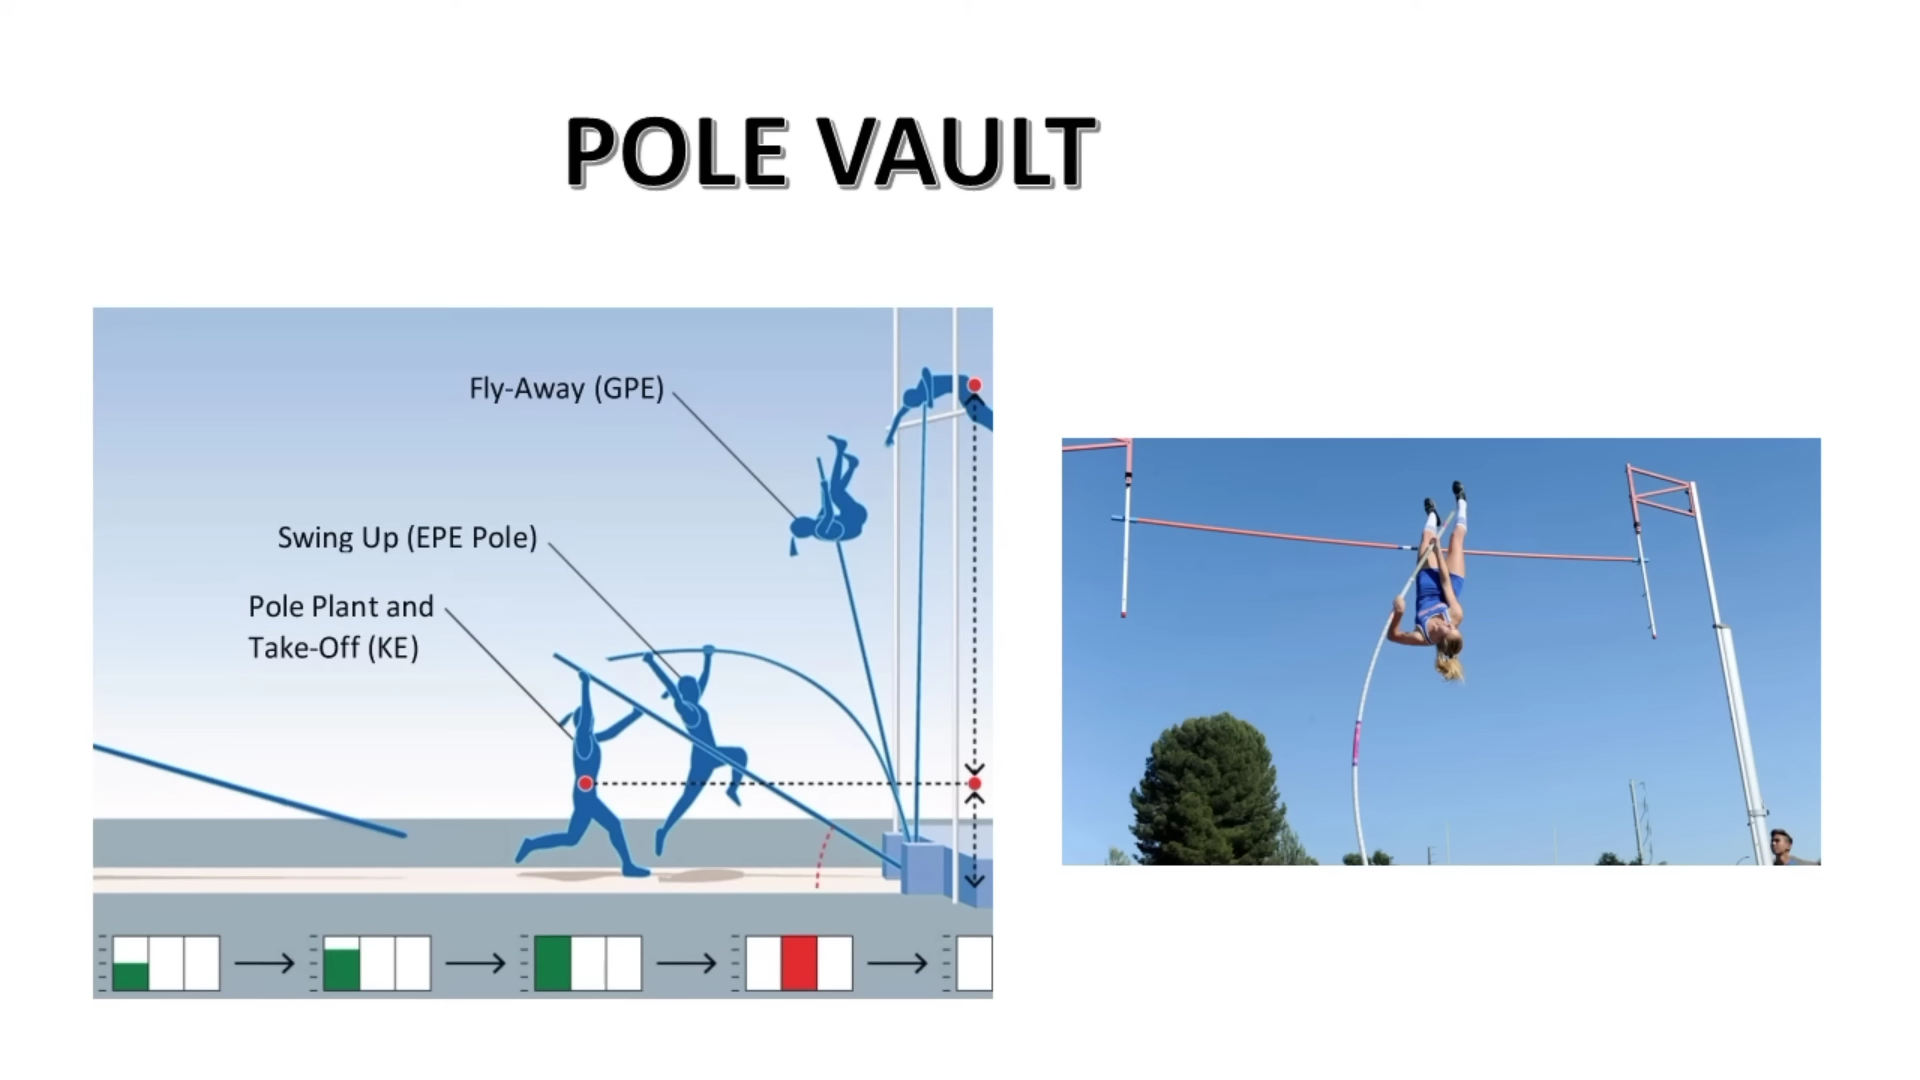 POLE VAULT
Fly-Away (GPE)
Swing Up (EPE Pole)
Pole Plant and
Take-Off (KE)